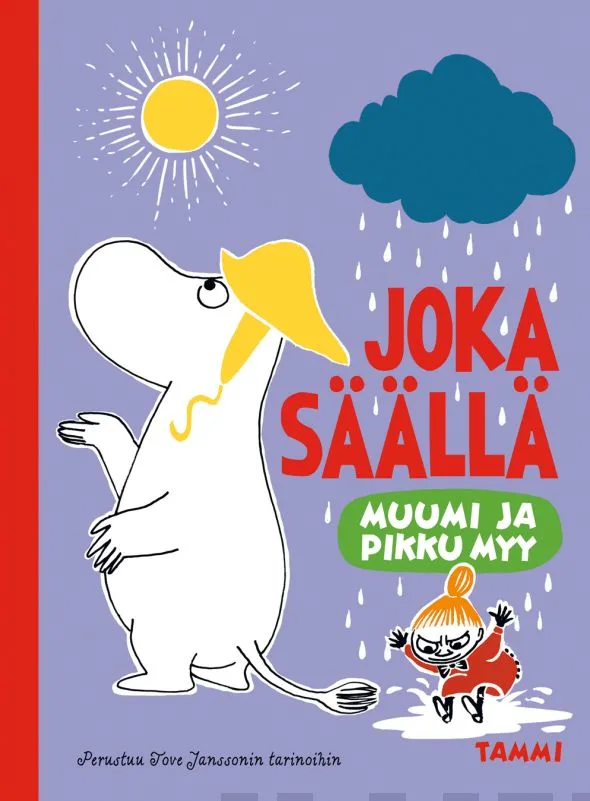 JOKA
SÄÄLLÄ
MUUMI JA
PIKKU MYY
TAMMI
Perustuu Tove Janssonin tarinoihin